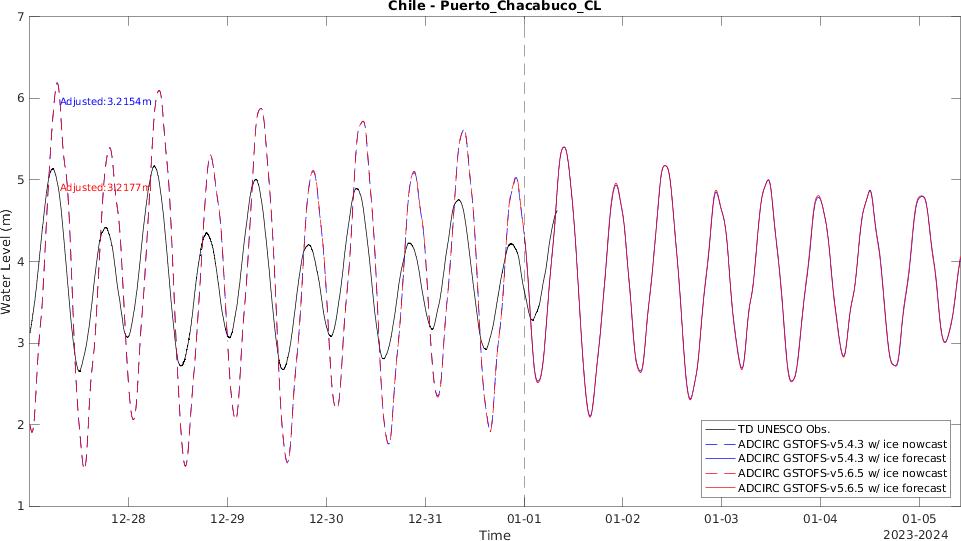 Chile - Puerto_Chacabuco_CL
7
6
5
4
3
2
1
Water Level (m)
Adjusted:3.2154m
Adjusted:3.2177m
TD UNESCO Obs.
ADCIRC GSTOFS-v5.4.3 w/ ice nowcast
ADCIRC GSTOFS-v5.4.3 w/ ice forecast
ADCIRC GSTOFS-v5.6.5 w/ ice nowcast
ADCIRC GSTOFS-v5.6.5 w/ ice forecast
12-28 12-29 12-30 12-31 01-01 01-02 01-03 01-04 01-05
Time
2023-2024